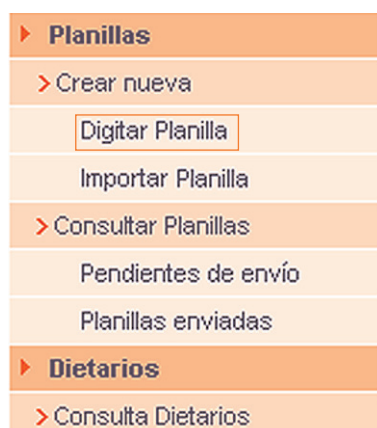 Planillas
Crear nueva
Digitar Planilla
Importar Planilla
Consultar Planillas
Pendientes de envío
Planillas enviadas
Dietarios
Consulta Dietarios